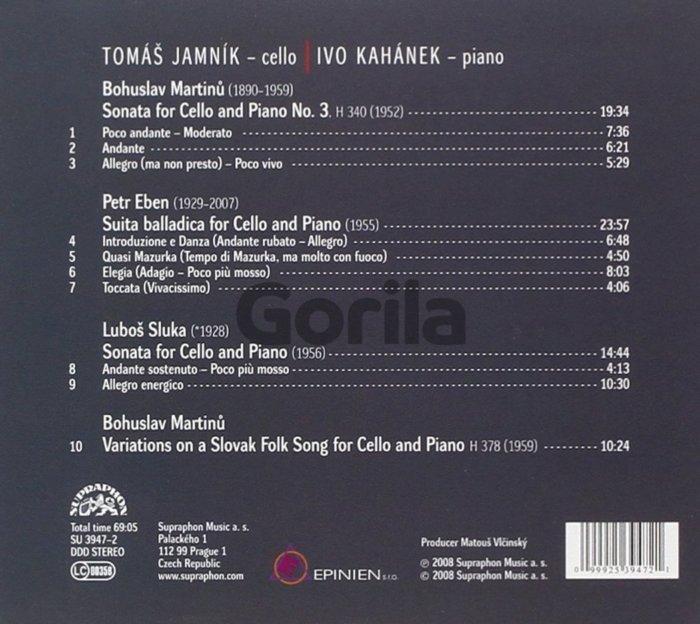 TOMÁŠ JAMNÍK – cello | IVO KAHÁNEK – piano
Bohuslav Martinů (1890–1959)
Sonata for Cello and Piano No. 3, H 340 (1952) 19:34
1 Poco andante – Moderato 7:36
2 Andante 6:21
3 Allegro (ma non presto) – Poco vivo 5:29
Petr Eben (1929–2007)
Suita balladica for Cello and Piano (1955) 23:57
4 Introduzione e Danza (Andante rubato – Allegro) 6:48
5 Quasi Mazurka (Tempo di Mazurka, ma molto con fuoco) 4:50
6 Elegia (Adagio – Poco più mosso) 8:03
7 Toccata (Vivacissimo) 4:06
Gorila
Luboš Sluka (*1928)
Sonata for Cello and Piano (1956) 14:44
8 Andante sostenuto – Poco più mosso 4:13
9 Allegro energico 10:30
Bohuslav Martinů
10 Variations on a Slovak Folk Song for Cello and Piano H 378 (1959) 10:24
SUPRAPHON
Total time 69:05
SU 3947–2
DDD STEREO
LC 00358
Supraphon Music a. s.
Palackého 1
112 99 Prague 1
Czech Republic
www.supraphon.com
EPINIEN s.r.o.
Producer Matouš Vlčinský
℗ 2008 Supraphon Music a. s.
© 2008 Supraphon Music a. s.
0 99925 39472 1